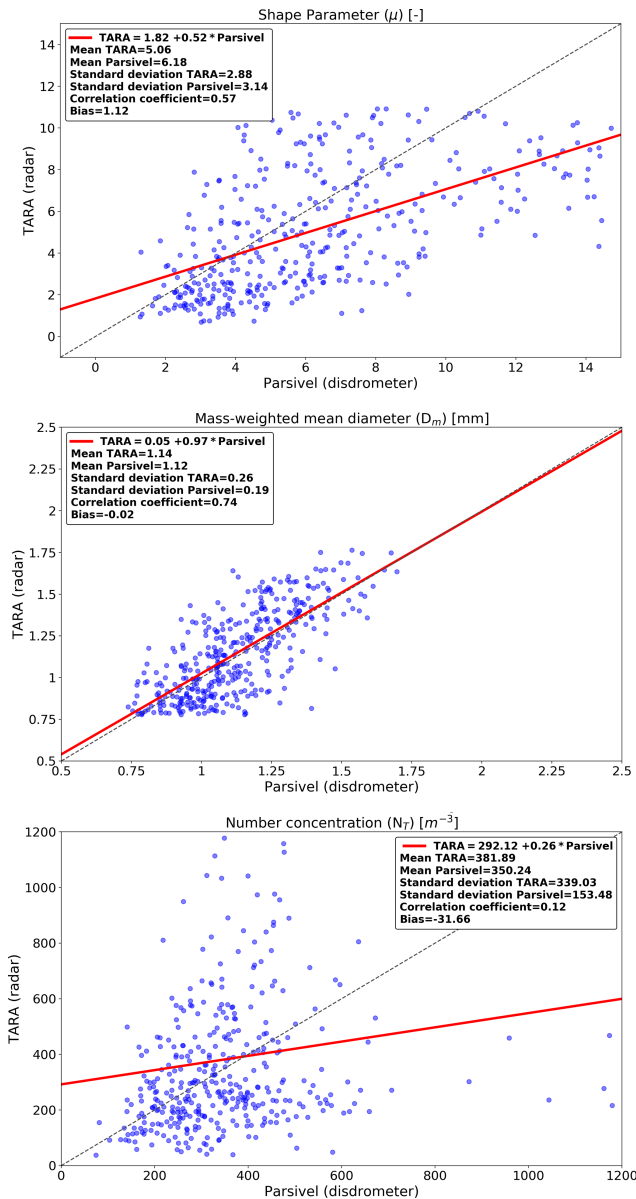 Shape Parameter (μ) [-]
TARA = 1.82 +0.52 * Parsivel
Mean TARA=5.06
Mean Parsivel=6.18
Standard deviation TARA=2.88
Standard deviation Parsivel=3.14
Correlation coefficient=0.57
Bias=1.12
14
12
10
8
6
4
2
0
TARA (radar)
0 2 4 6 8 10 12 14
Parsivel (disdrometer)
Mass-weighted mean diameter (Dm) [mm]
TARA = 0.05 +0.97 * Parsivel
Mean TARA=1.14
Mean Parsivel=1.12
Standard deviation TARA=0.26
Standard deviation Parsivel=0.19
Correlation coefficient=0.74
Bias=-0.02
2.5
2.25
2
1.75
1.5
1.25
1
0.75
0.5
TARA (radar)
0.5 0.75 1 1.25 1.5 1.75 2 2.25 2.5
Parsivel (disdrometer)
Number concentration (NT) [m⁻³]
TARA = 292.12 +0.26 * Parsivel
Mean TARA=381.89
Mean Parsivel=350.24
Standard deviation TARA=339.03
Standard deviation Parsivel=153.48
Correlation coefficient=0.12
Bias=-31.66
1200
1000
800
600
400
200
0
TARA (radar)
0 200 400 600 800 1000 1200
Parsivel (disdrometer)